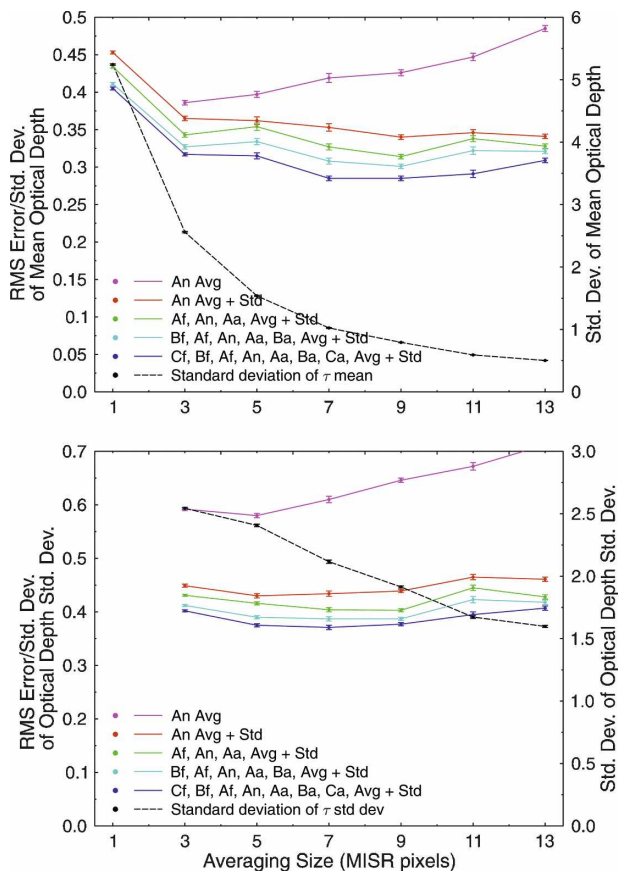 0.5
0.45
0.4
0.35
0.3
0.25
0.2
0.15
0.1
0.05
0.0
RMS Error/Std. Dev.
of Mean Optical Depth
6
5
4
3
2
1
0
Std. Dev. of Mean Optical Depth
An Avg
An Avg + Std
Af, An, Aa, Avg + Std
Bf, Af, An, Aa, Ba, Avg + Std
Cf, Bf, Af, An, Aa, Ba, Ca, Avg + Std
Standard deviation of τ mean
1 3 5 7 9 11 13
0.7
0.6
0.5
0.4
0.3
0.2
0.1
0.0
RMS Error/Std. Dev.
of Optical Depth Std. Dev.
3.0
2.5
2.0
1.5
1.0
0.5
0.0
Std. Dev. of Optical Depth Std. Dev.
An Avg
An Avg + Std
Af, An, Aa, Avg + Std
Bf, Af, An, Aa, Ba, Avg + Std
Cf, Bf, Af, An, Aa, Ba, Ca, Avg + Std
Standard deviation of τ std dev
1 3 5 7 9 11 13
Averaging Size (MISR pixels)